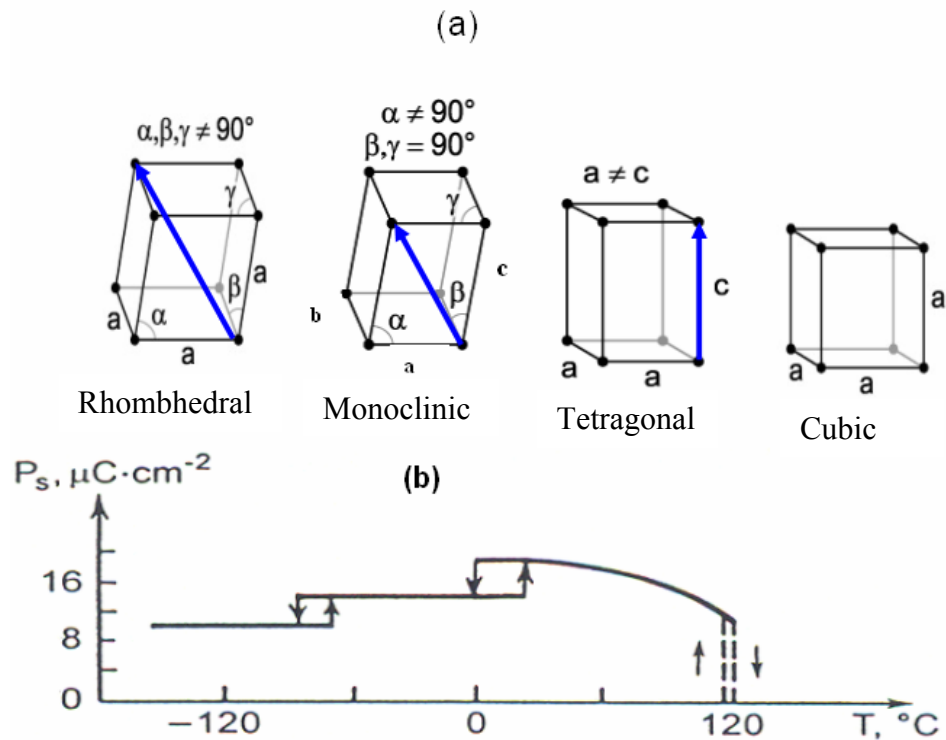 (a)
α,β,γ ≠ 90°
γ
a
β
a
α
a
Rhombhedral
α ≠ 90°
β,γ = 90°
γ
c
β
b
α
a
Monoclinic
a ≠ c
c
a
a
Tetragonal
a
a
a
Cubic
(b)
Pₛ, μC·cm⁻²
16
8
0
−120
0
120
T, °C